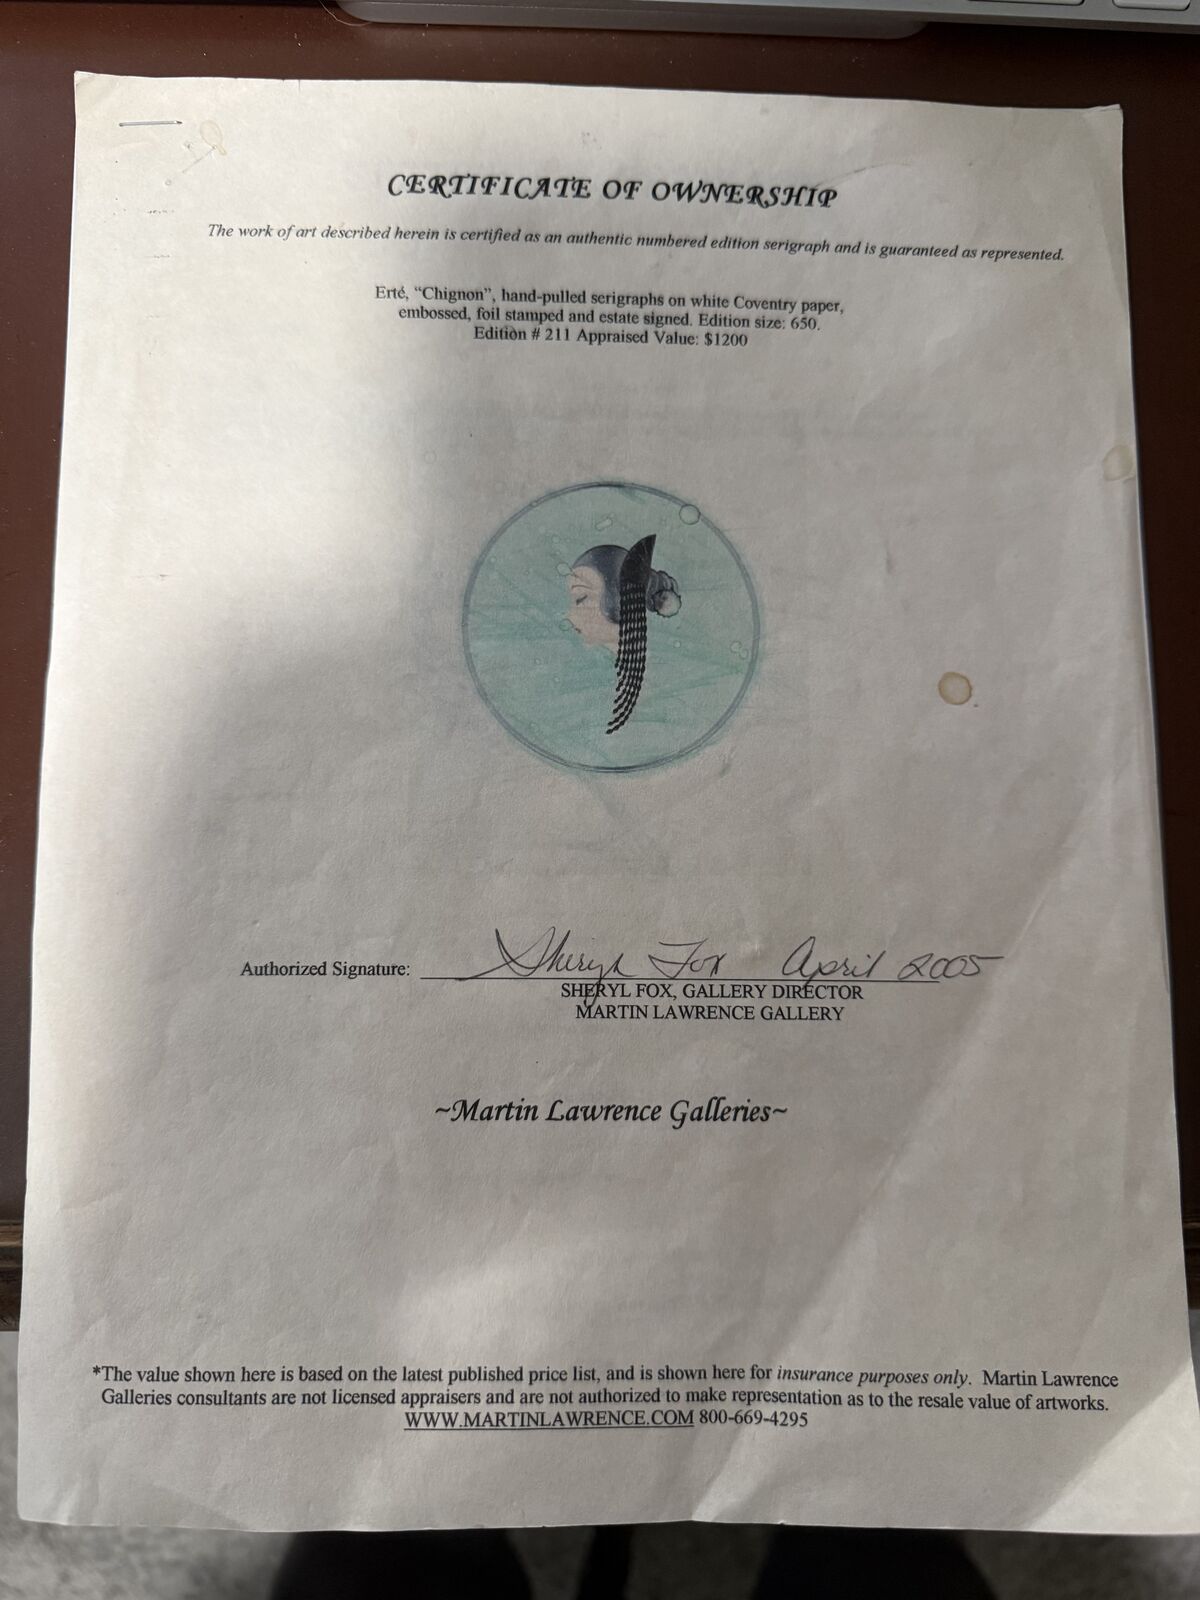 CERTIFICATE OF OWNERSHIP
The work of art described herein is certified as an authentic numbered edition serigraph and is guaranteed as represented.
Erté, "Chignon", hand-pulled serigraphs on white Coventry paper,
embossed, foil stamped and estate signed. Edition size: 650.
Edition # 211 Appraised Value: $1200
Authorized Signature: Sheryl Fox April 2005
SHERYL FOX, GALLERY DIRECTOR
MARTIN LAWRENCE GALLERY
~Martin Lawrence Galleries~
*The value shown here is based on the latest published price list, and is shown here for insurance purposes only. Martin Lawrence
Galleries consultants are not licensed appraisers and are not authorized to make representation as to the resale value of artworks.
WWW.MARTINLAWRENCE.COM 800-669-4295